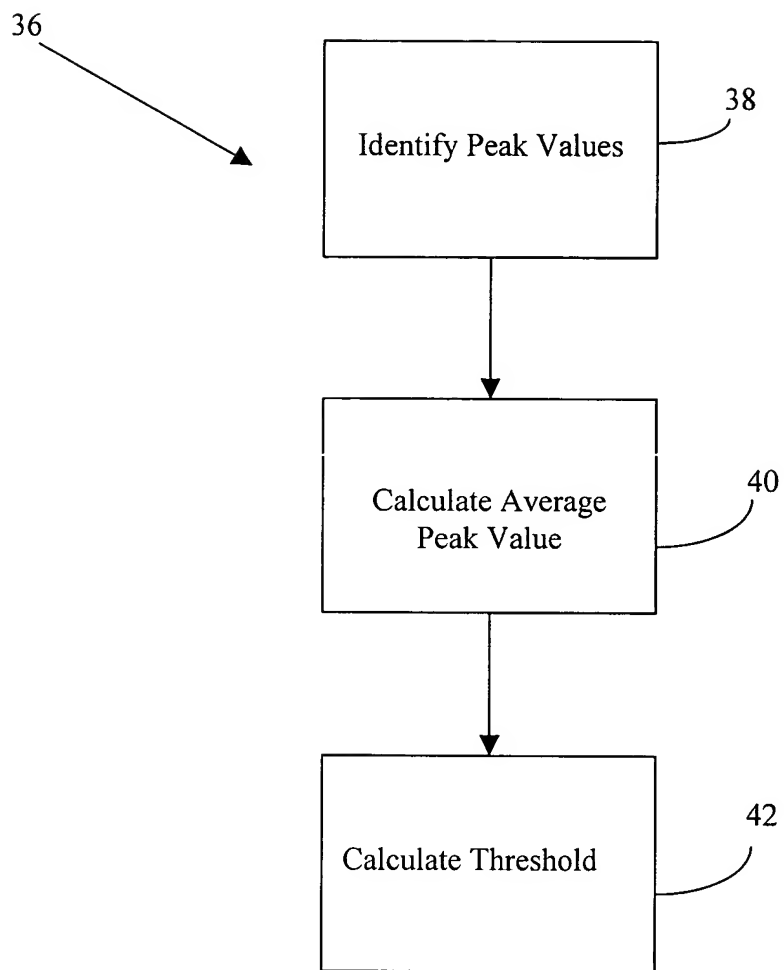 36
Identify Peak Values
38
Calculate Average
Peak Value
40
Calculate Threshold
42